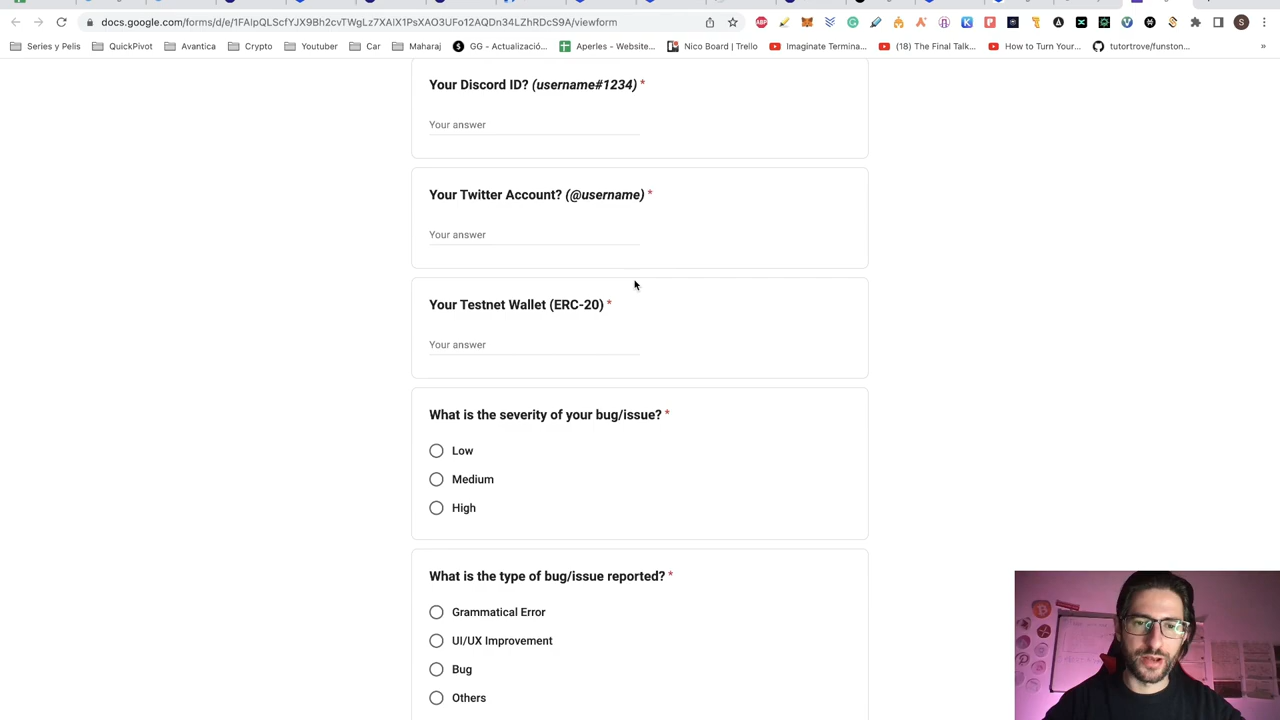 docs.google.com/forms/d/e/1FAIpQLScfYJX9Bh2cvTWgLz7XAIX1PsXAO3UFo12AQDn34LZhRDcS9A/viewform
Series y Pelis QuickPivot Avantica Crypto Youtuber Car Maharaj GG - Actualizació... Aperles - Website... Nico Board | Trello Imaginate Termina... (18) The Final Talk... How to Turn Your... tutortrove/funston... »
Your Discord ID? (username#1234) *
Your answer
Your Twitter Account? (@username) *
Your answer
Your Testnet Wallet (ERC-20) *
Your answer
What is the severity of your bug/issue? *
Low
Medium
High
What is the type of bug/issue reported? *
Grammatical Error
UI/UX Improvement
Bug
Others